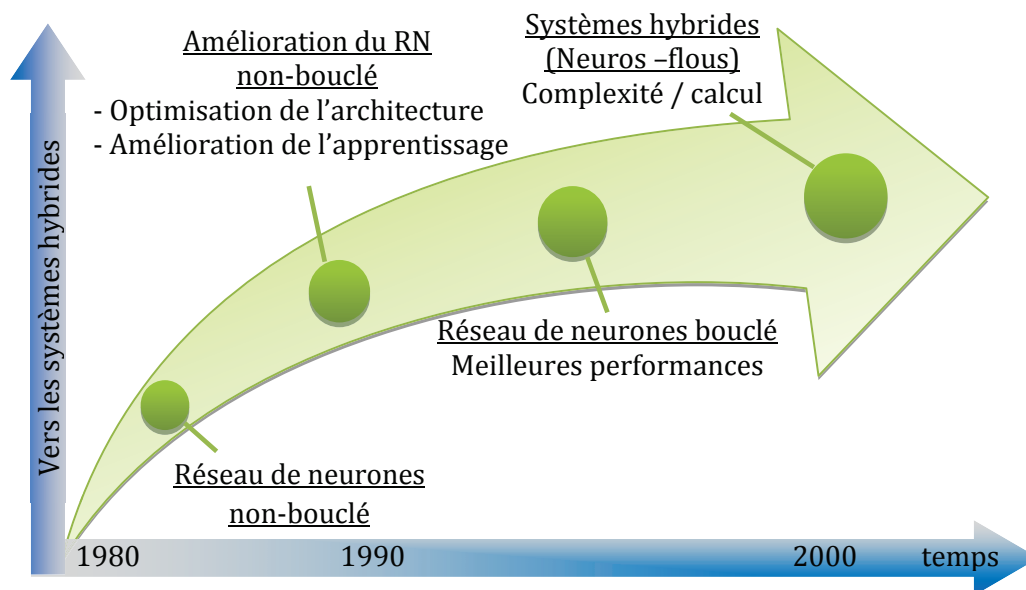 Amélioration du RN
non-bouclé
- Optimisation de l’architecture
- Amélioration de l’apprentissage
Systèmes hybrides
(Neuros –flous)
Complexité / calcul
Vers les systèmes hybrides
Réseau de neurones bouclé
Meilleures performances
Réseau de neurones
non-bouclé
1980
1990
2000
temps